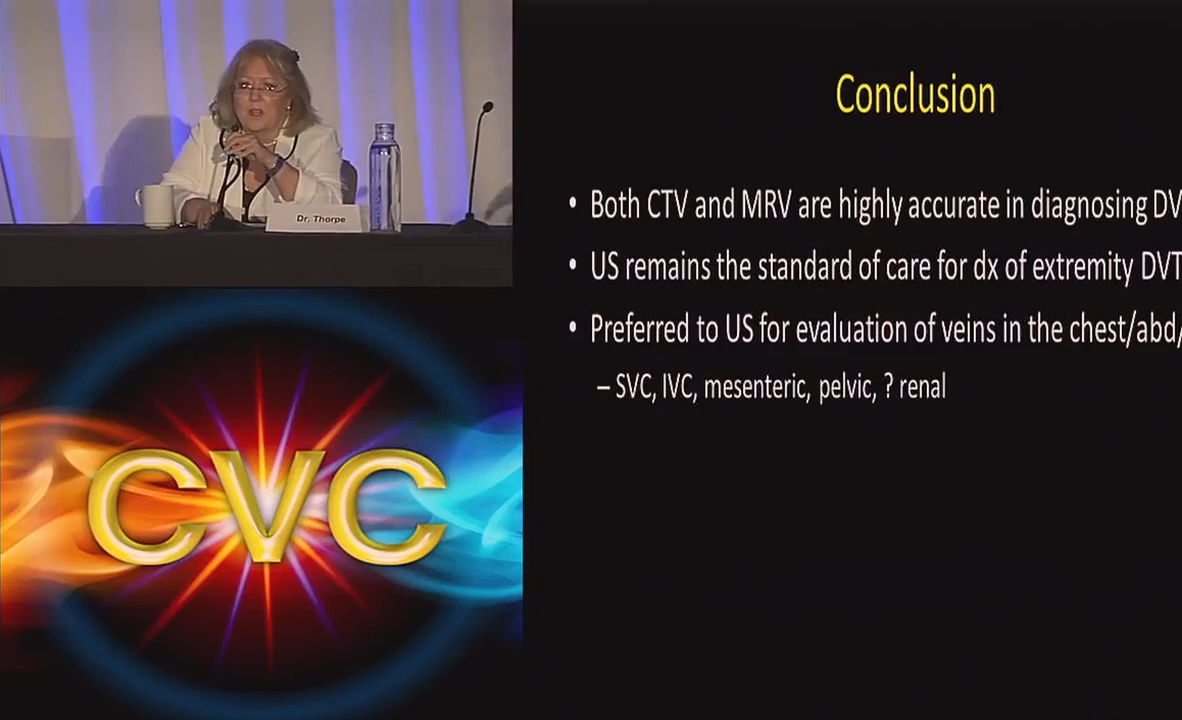 Dr. Thorpe
CVC
Conclusion
• Both CTV and MRV are highly accurate in diagnosing DV
• US remains the standard of care for dx of extremity DVT
• Preferred to US for evaluation of veins in the chest/abd/
– SVC, IVC, mesenteric, pelvic, ? renal